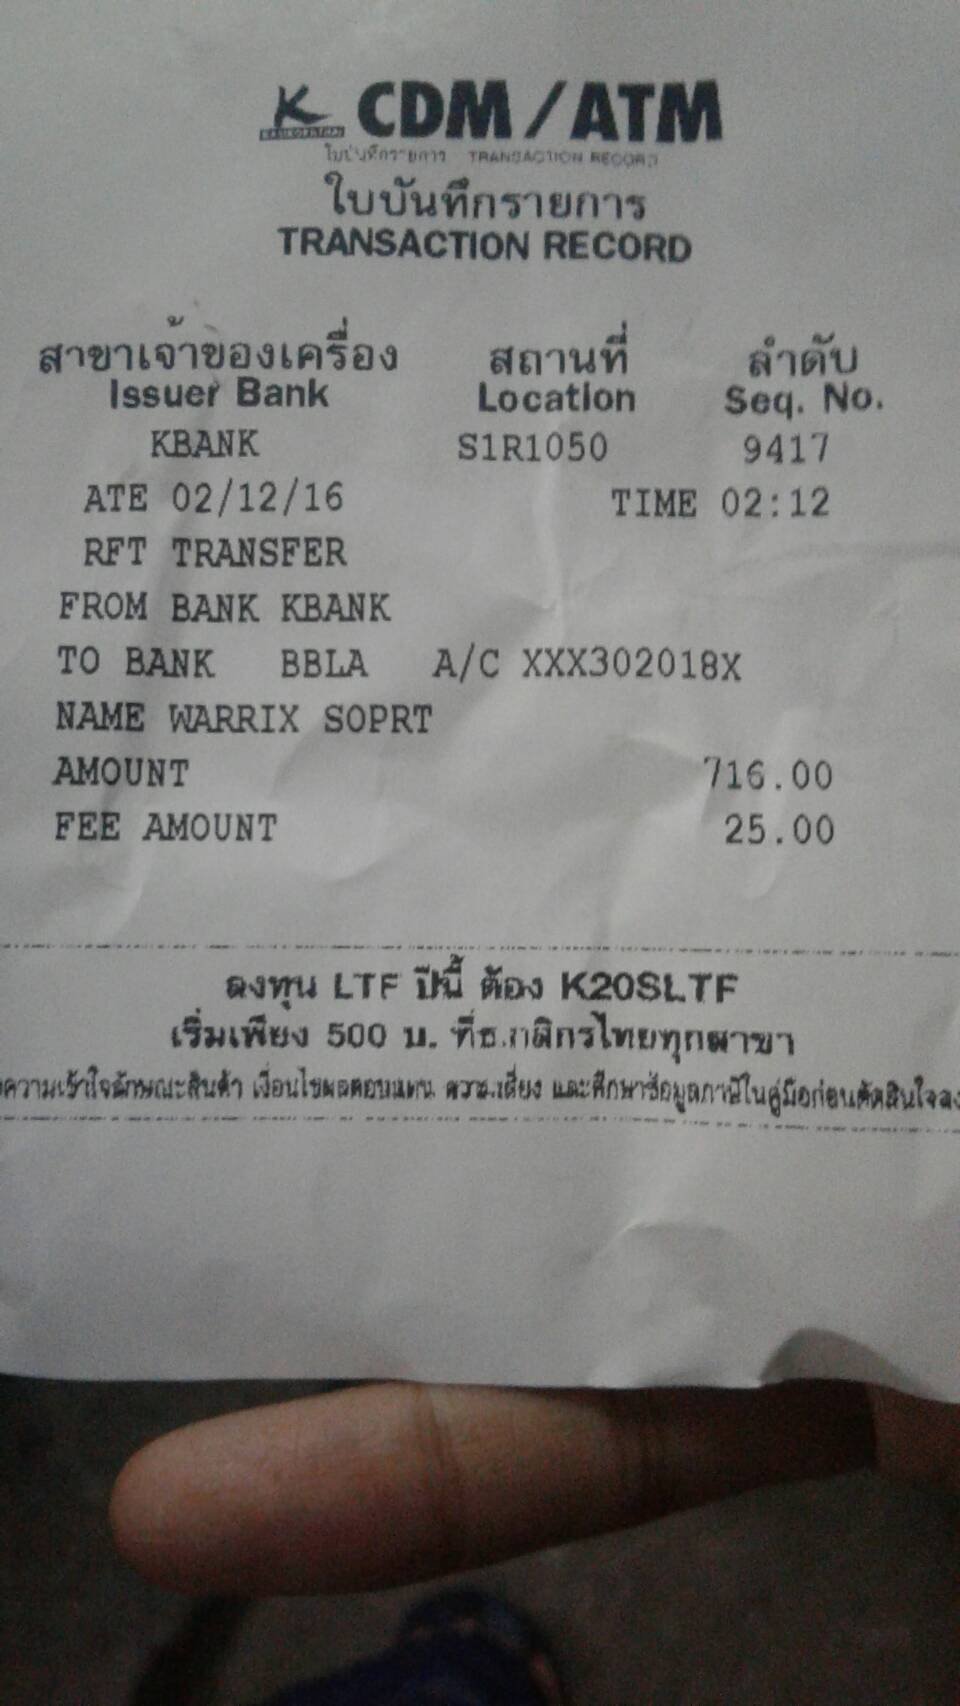 K CDM/ATM
ใบบันทึกรายการ TRANSACTION RECORD
ใบบันทึกรายการ
TRANSACTION RECORD
สาขาเจ้าของเครื่อง สถานที่ ลำดับ
Issuer Bank Location Seq. No.
KBANK S1R1050 9417
ATE 02/12/16 TIME 02:12
RFT TRANSFER
FROM BANK KBANK
TO BANK BBLA A/C XXX302018X
NAME WARRIX SOPRT
AMOUNT 716.00
FEE AMOUNT 25.00
ลงทุน LTF ปีนี้ ต้อง K20SLTF
เริ่มเพียง 500 บ. ที่ธ.กสิกรไทยทุกสาขา
ความเข้าใจลักษณะสินค้า เงื่อนไขผลตอบแทน ความเสี่ยง และศึกษาข้อมูลภาษีในคู่มือก่อนตัดสินใจลง